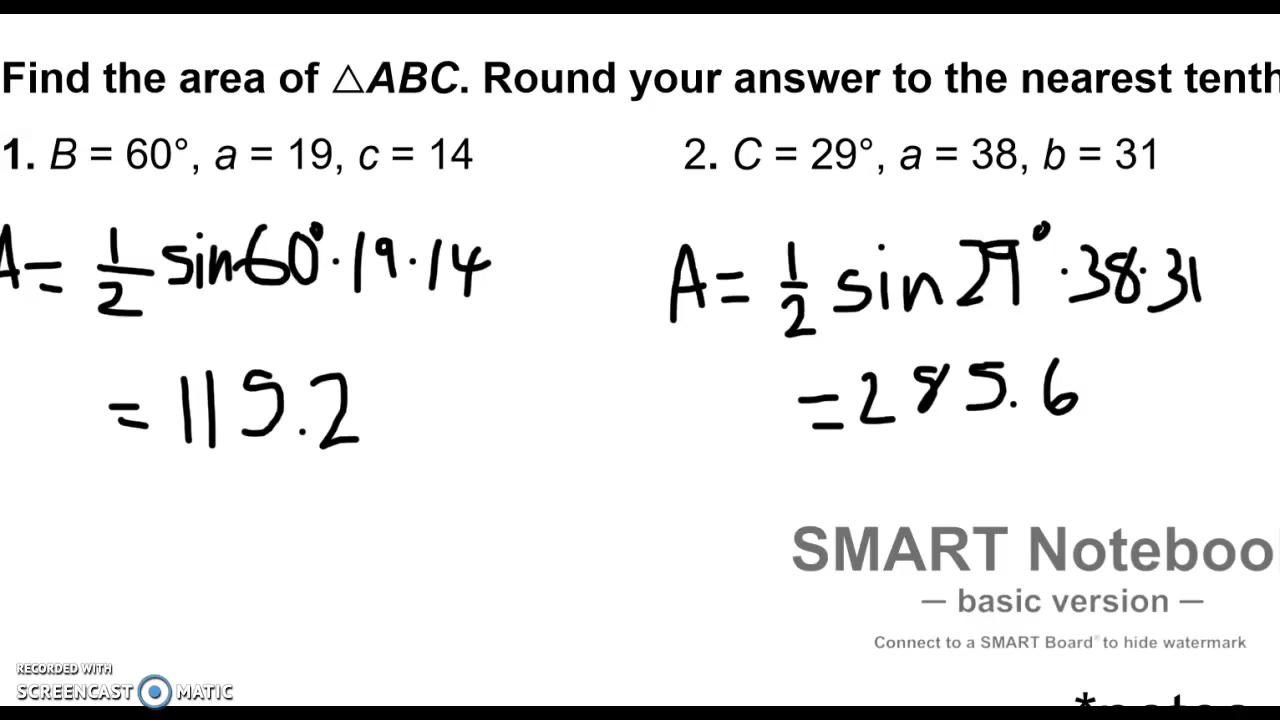 Find the area of △ABC. Round your answer to the nearest tenth
1. B = 60°, a = 19, c = 14
2. C = 29°, a = 38, b = 31
A = 1/2 sin60° · 19 · 14
A = 1/2 sin 29° · 38 · 31
= 115.2
= 285.6
SMART Noteboo
— basic version —
Connect to a SMART Board® to hide watermark
RECORDED WITH
SCREENCAST MATIC